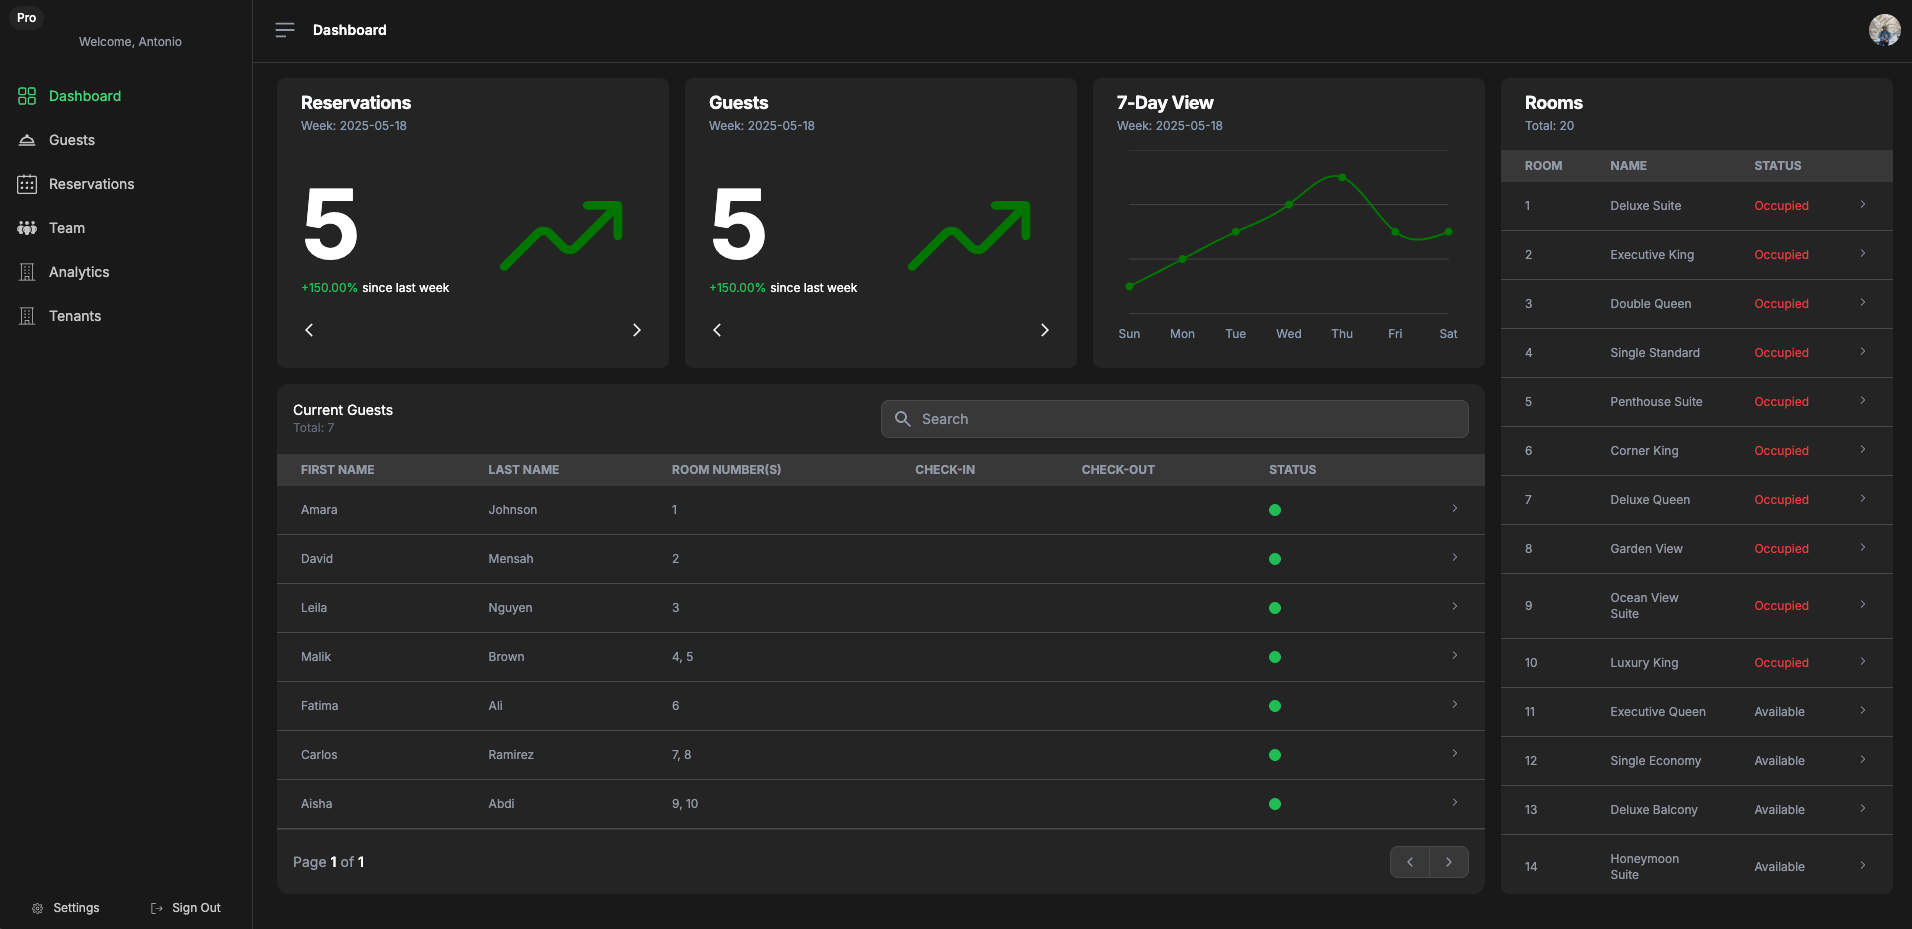 Pro
Welcome, Antonio
Dashboard
Guests
Reservations
Team
Analytics
Tenants
Settings
Sign Out
Dashboard
Reservations
Week: 2025-05-18
5
+150.00% since last week
Guests
Week: 2025-05-18
5
+150.00% since last week
7-Day View
Week: 2025-05-18
Sun Mon Tue Wed Thu Fri Sat
Current Guests
Total: 7
Search
FIRST NAME LAST NAME ROOM NUMBER(S) CHECK-IN CHECK-OUT STATUS
Amara Johnson 1
David Mensah 2
Leila Nguyen 3
Malik Brown 4, 5
Fatima Ali 6
Carlos Ramirez 7, 8
Aisha Abdi 9, 10
Page 1 of 1
Rooms
Total: 20
ROOM NAME STATUS
1 Deluxe Suite Occupied
2 Executive King Occupied
3 Double Queen Occupied
4 Single Standard Occupied
5 Penthouse Suite Occupied
6 Corner King Occupied
7 Deluxe Queen Occupied
8 Garden View Occupied
9 Ocean View Suite Occupied
10 Luxury King Occupied
11 Executive Queen Available
12 Single Economy Available
13 Deluxe Balcony Available
14 Honeymoon Suite Available